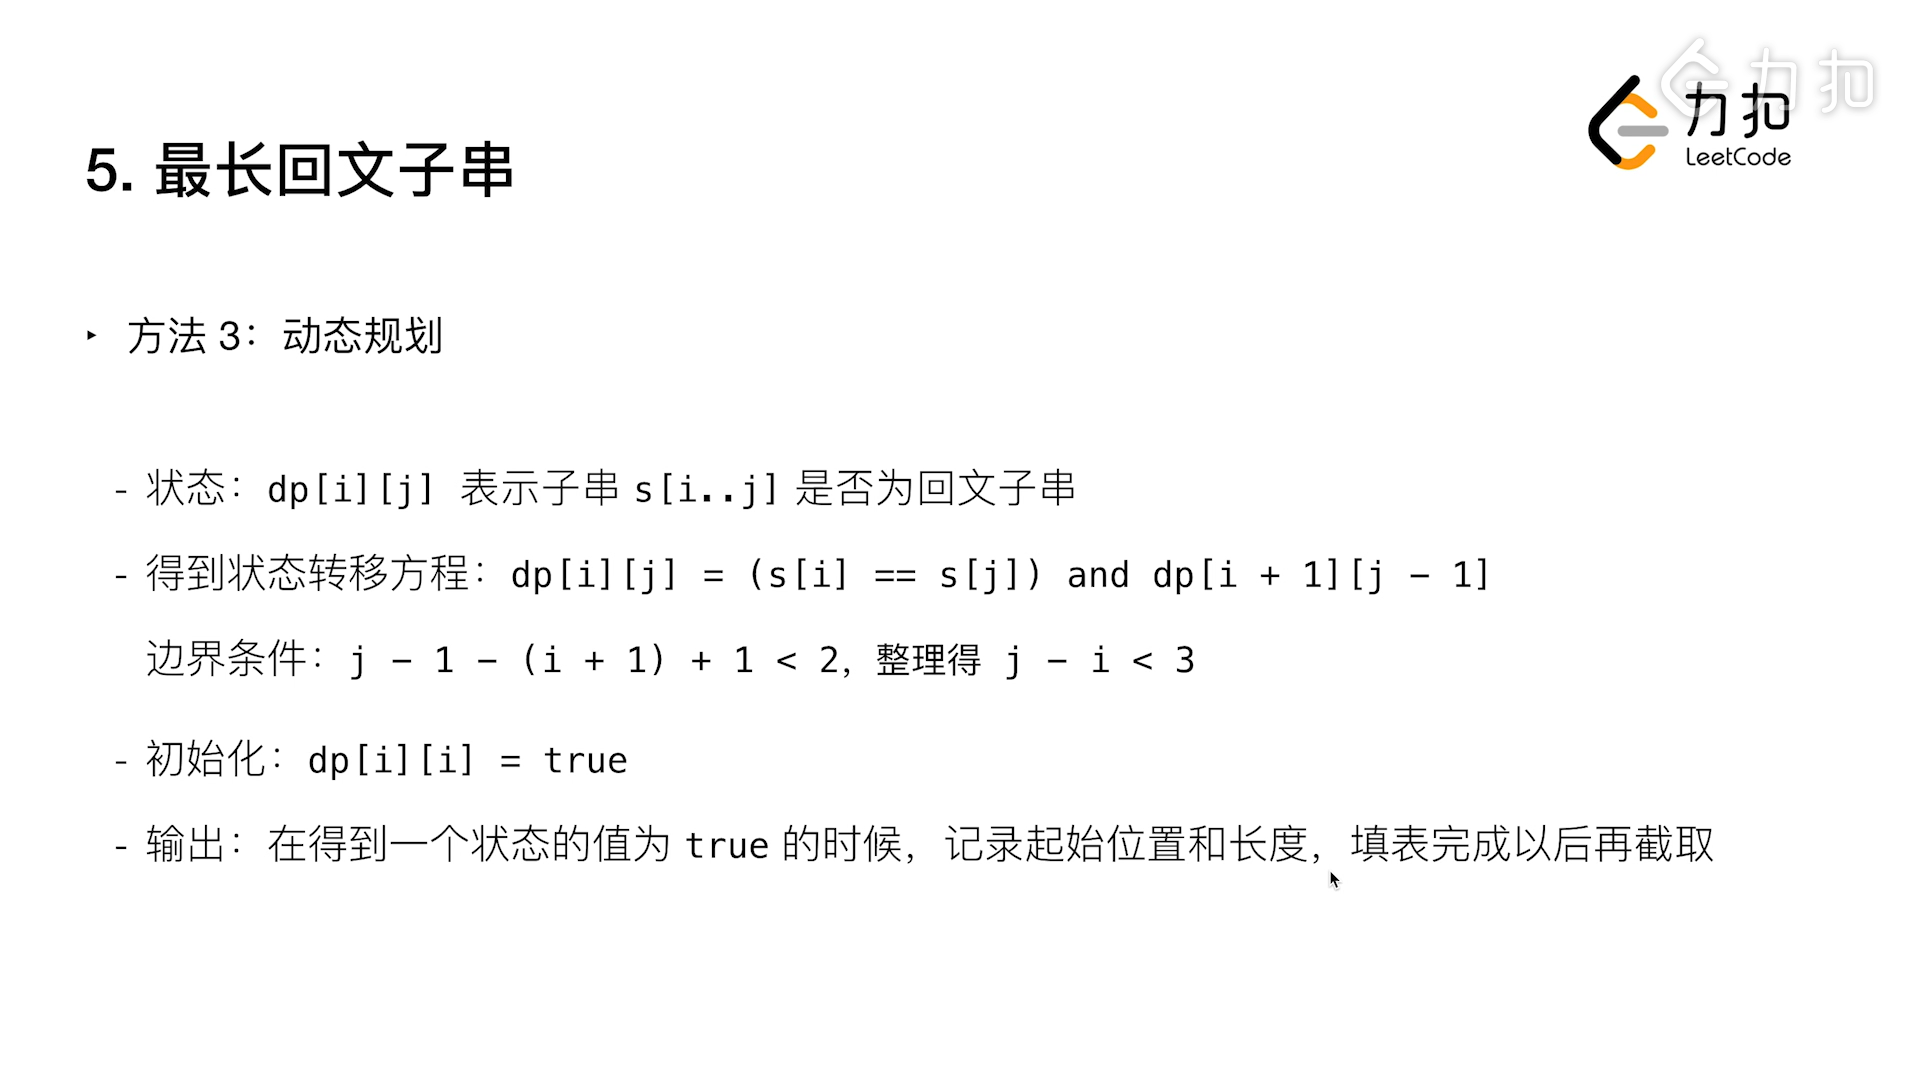 力扣
力扣
LeetCode
5. 最长回文子串
‣ 方法 3：动态规划
- 状态：dp[i][j] 表示子串 s[i..j] 是否为回文子串
- 得到状态转移方程：dp[i][j] = (s[i] == s[j]) and dp[i + 1][j - 1]
边界条件：j - 1 - (i + 1) + 1 < 2，整理得 j - i < 3
- 初始化：dp[i][i] = true
- 输出：在得到一个状态的值为 true 的时候，记录起始位置和长度，填表完成以后再截取